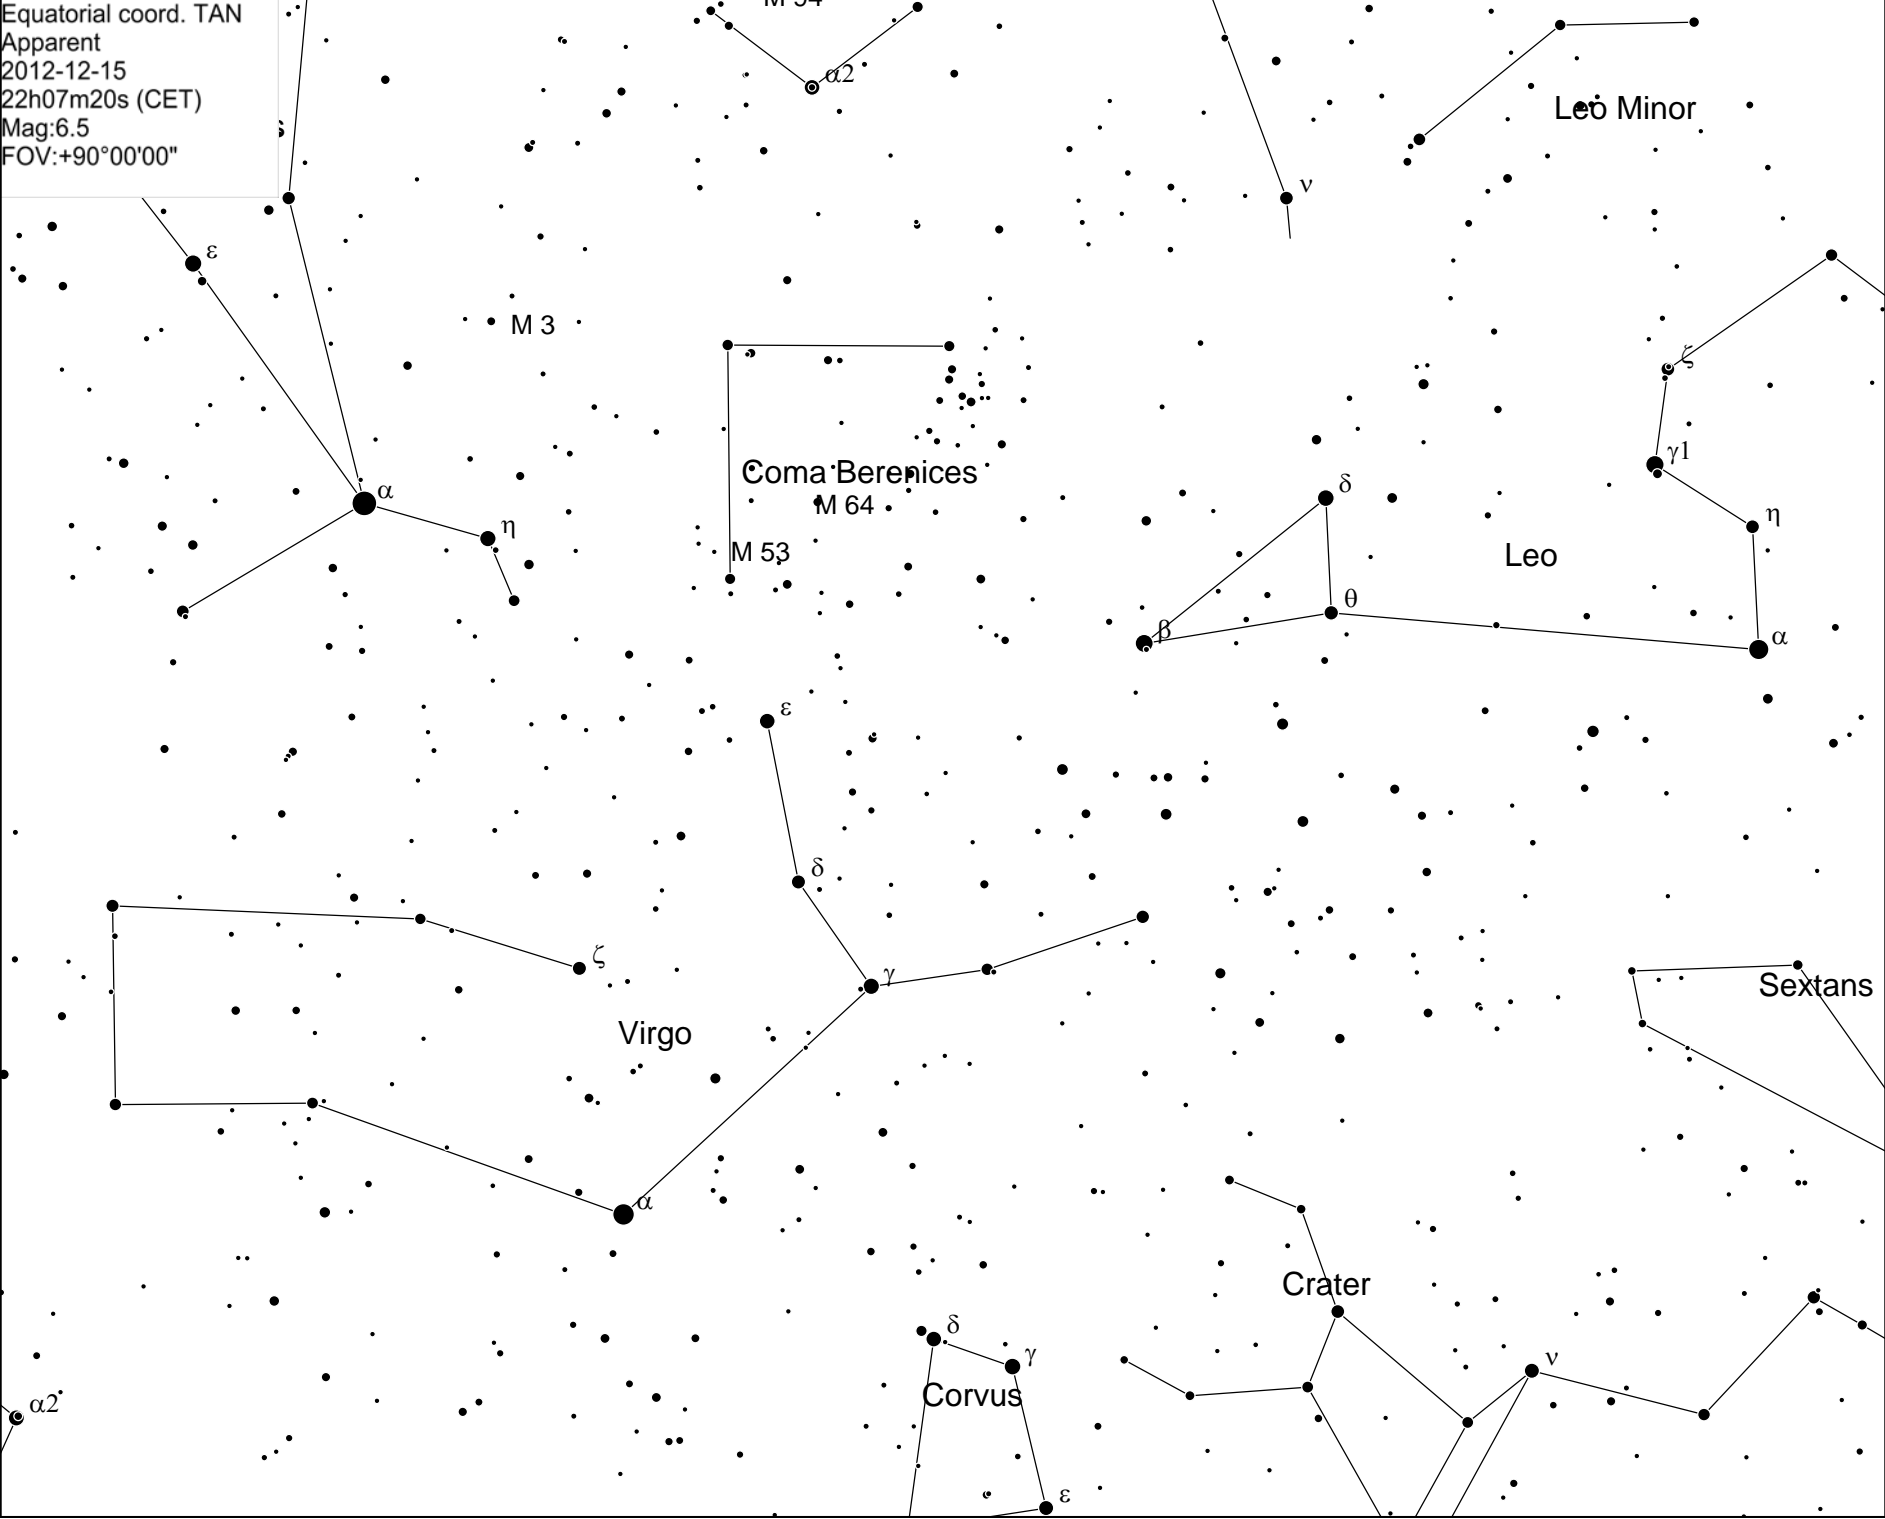 Equatorial coord. TAN
Apparent
2012-12-15
22h07m20s (CET)
Mag:6.5
FOV:+90°00'00"
α2
Leo Minor
ν
ε
M 3
ζ
γ1
Coma Berenices
δ
α
M 64
η
η
M 53
Leo
θ
β
α
ε
δ
ζ
γ
Sextans
Virgo
α
Crater
δ
γ
ν
Corvus
α2
ε